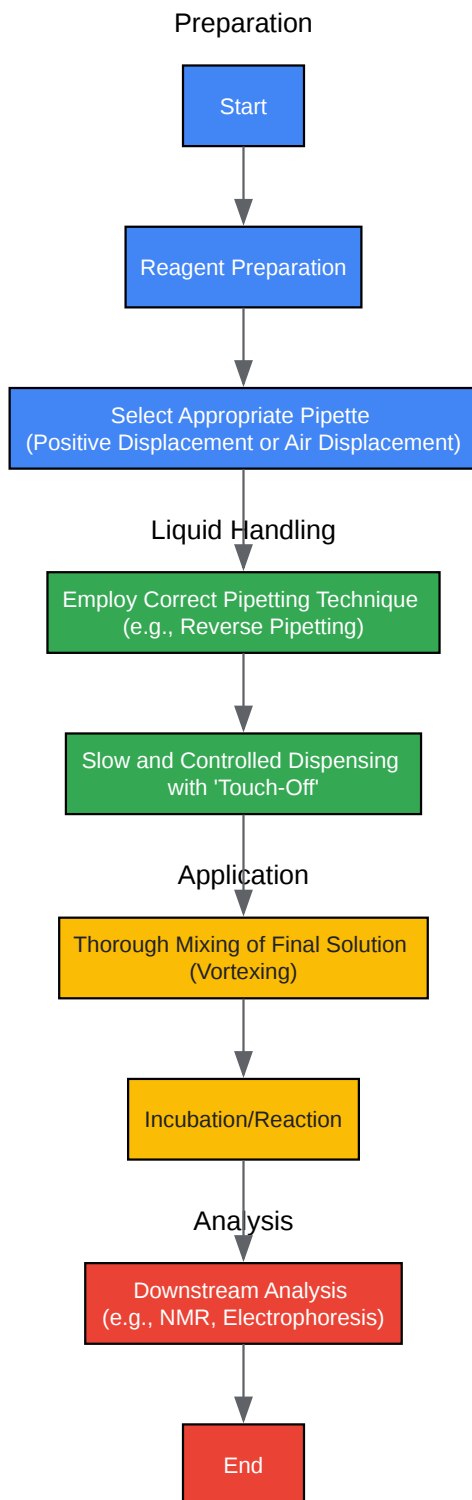 Preparation
Start
Reagent Preparation
Select Appropriate Pipette
(Positive Displacement or Air Displacement)
Liquid Handling
Employ Correct Pipetting Technique
(e.g., Reverse Pipetting)
Slow and Controlled Dispensing
with 'Touch-Off'
Application
Thorough Mixing of Final Solution
(Vortexing)
Incubation/Reaction
Analysis
Downstream Analysis
(e.g., NMR, Electrophoresis)
End